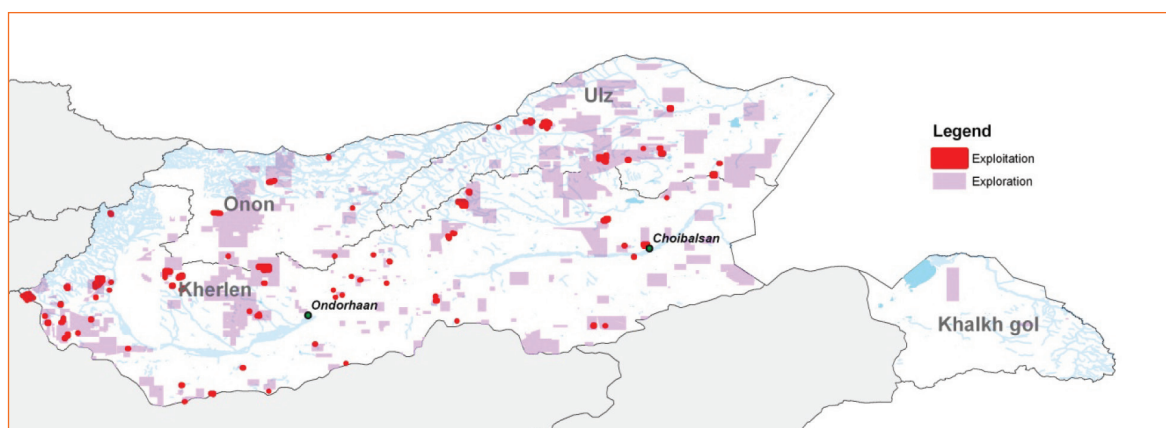 Ulz
Legend
Exploitation
Exploration
Onon
Choibalsan
Kherlen
Ondorhaan
Khalkh gol